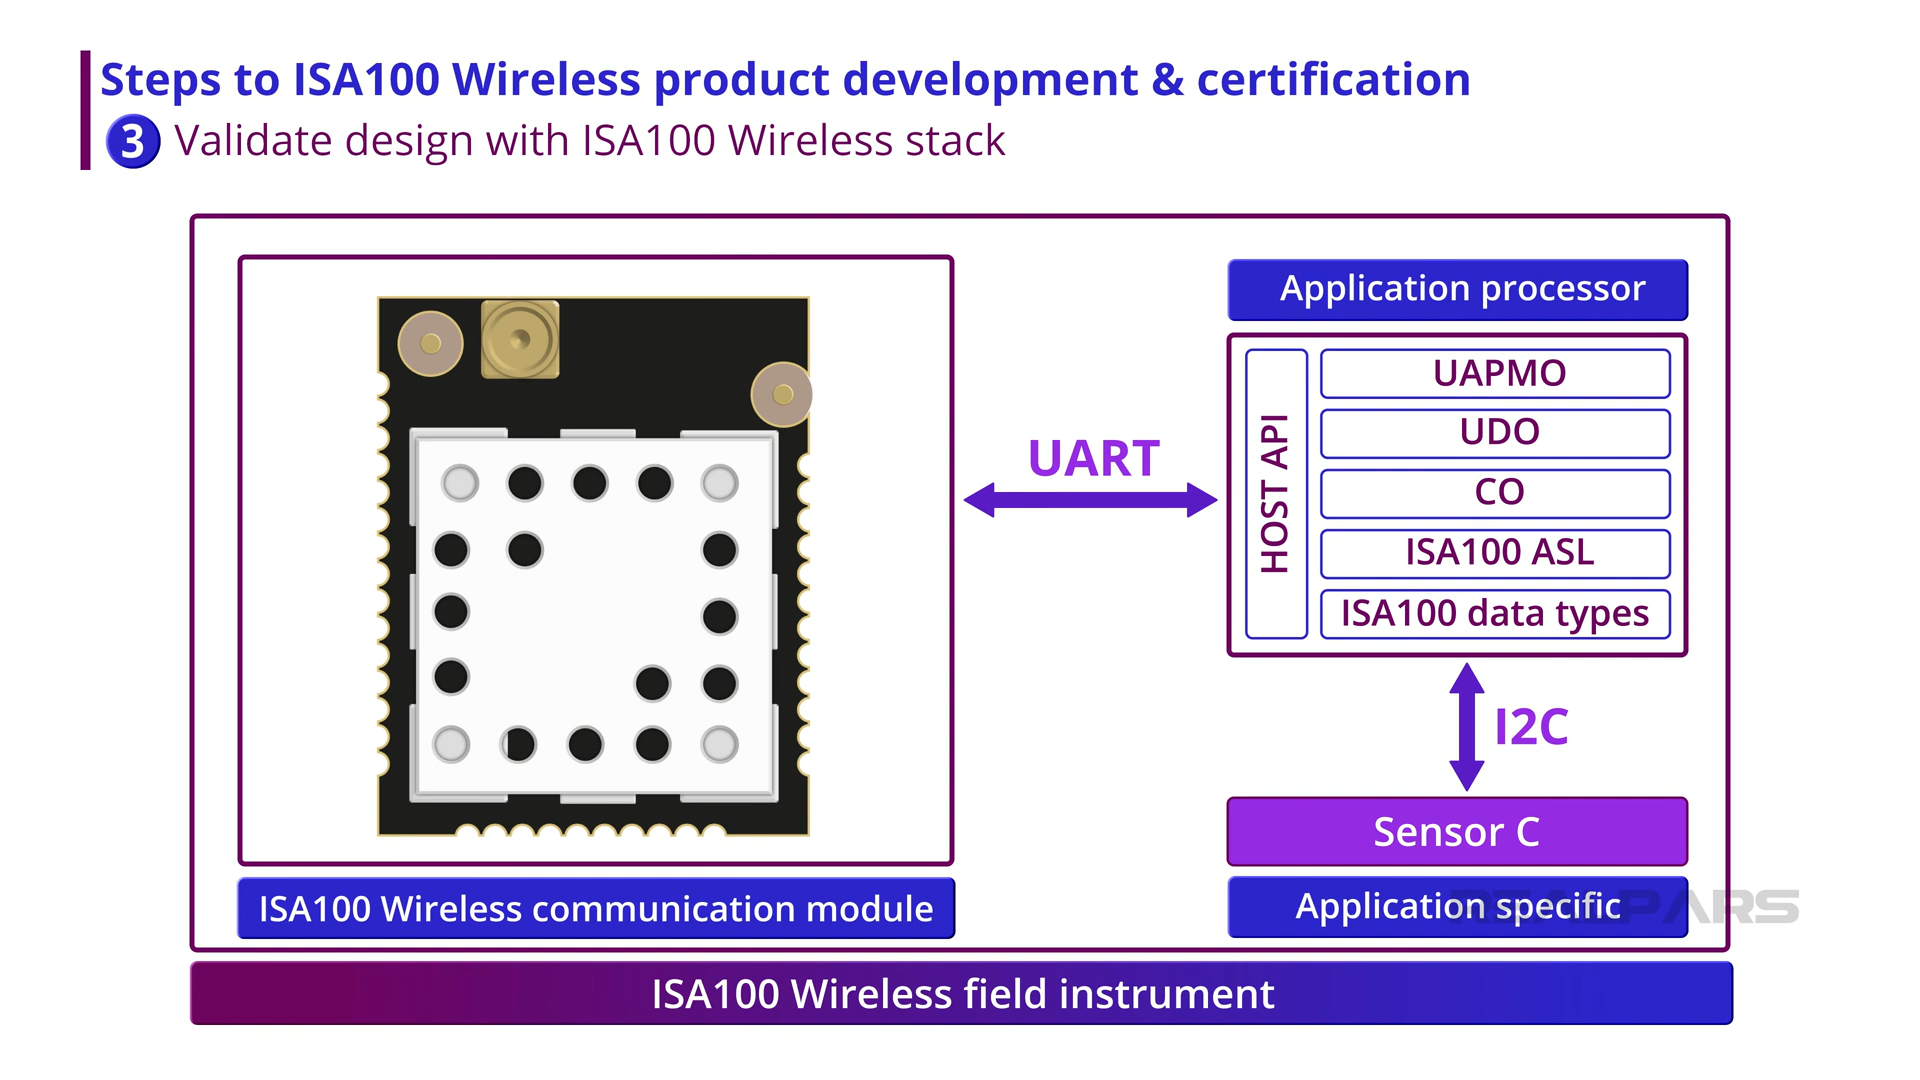 Steps to ISA100 Wireless product development & certification
3 Validate design with ISA100 Wireless stack
Application processor
HOST API
UAPMO
UDO
CO
ISA100 ASL
ISA100 data types
UART
I2C
Sensor C
ISA100 Wireless communication module
Application specific
REALPARS
ISA100 Wireless field instrument